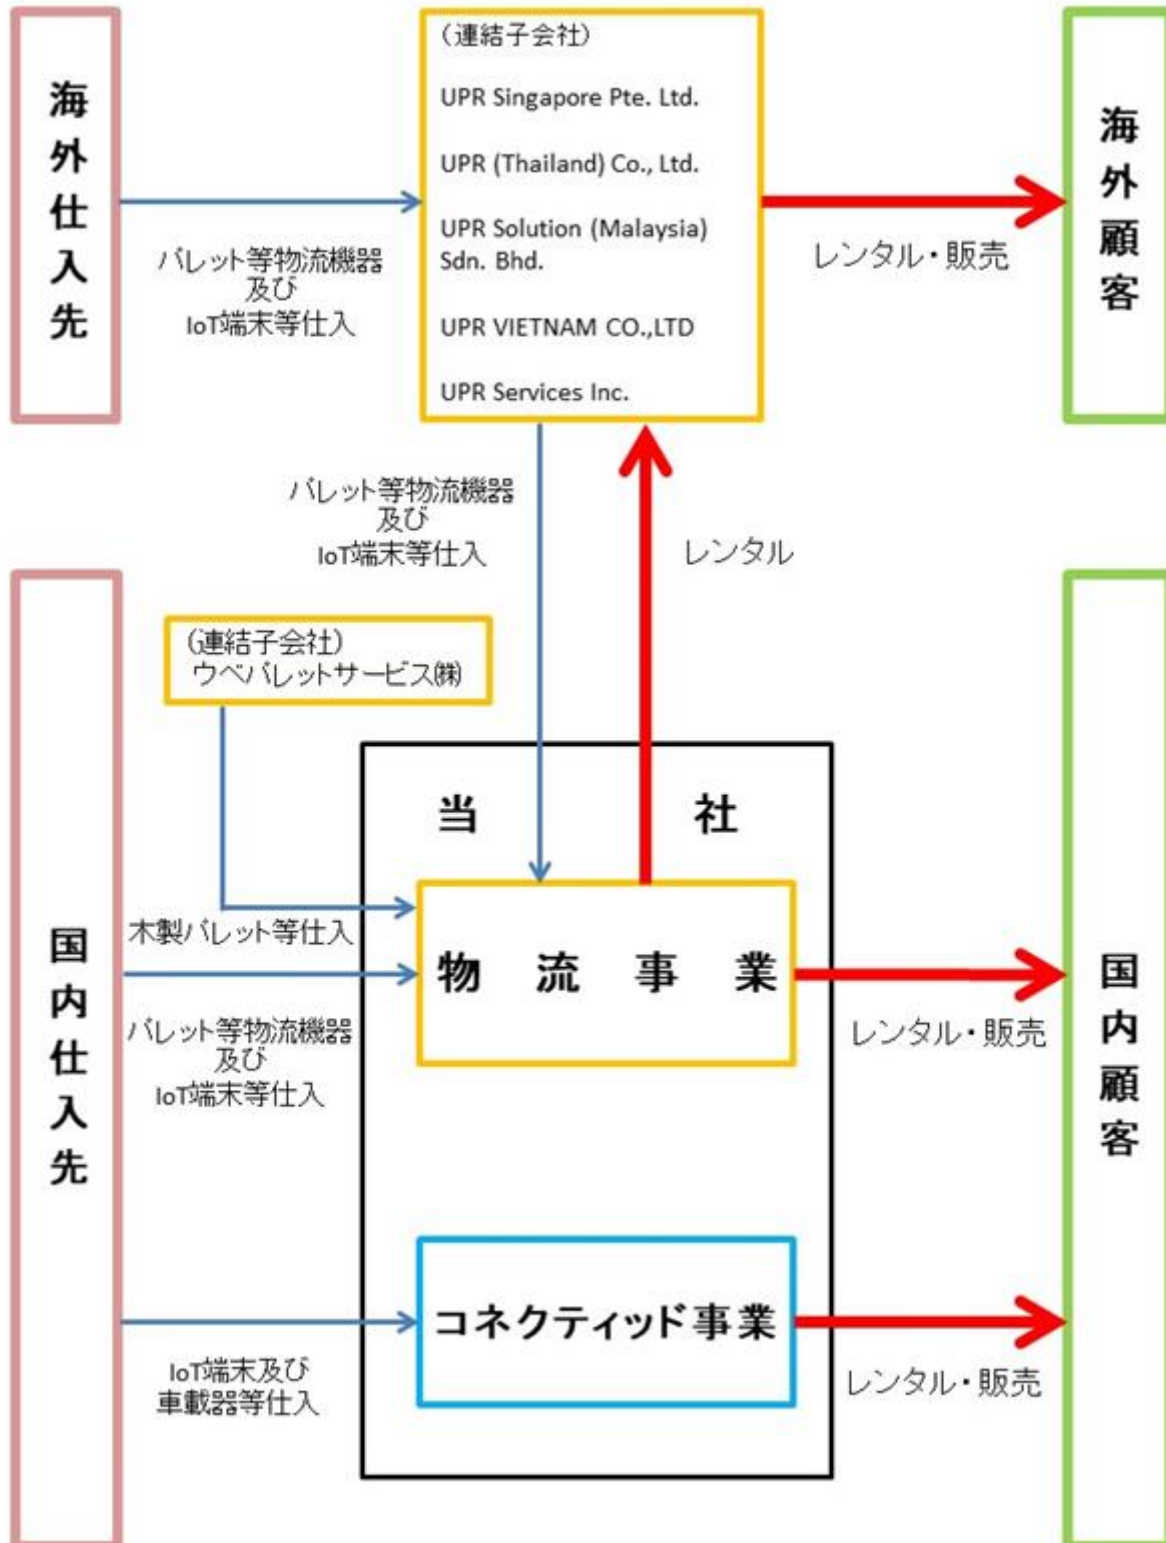 海外仕入先
(連結子会社)
UPR Singapore Pte. Ltd.
UPR (Thailand) Co., Ltd.
UPR Solution (Malaysia)
Sdn. Bhd.
UPR VIETNAM CO.,LTD
UPR Services Inc.
海外顧客
パレット等物流機器
及び
IoT端末等仕入
レンタル・販売
パレット等物流機器
及び
IoT端末等仕入
レンタル
国内仕入先
(連結子会社)
ウベパレットサービス㈱
当社
木製パレット等仕入
物流事業
パレット等物流機器
及び
IoT端末等仕入
レンタル・販売
国内顧客
コネクティッド事業
IoT端末及び
車載器等仕入
レンタル・販売